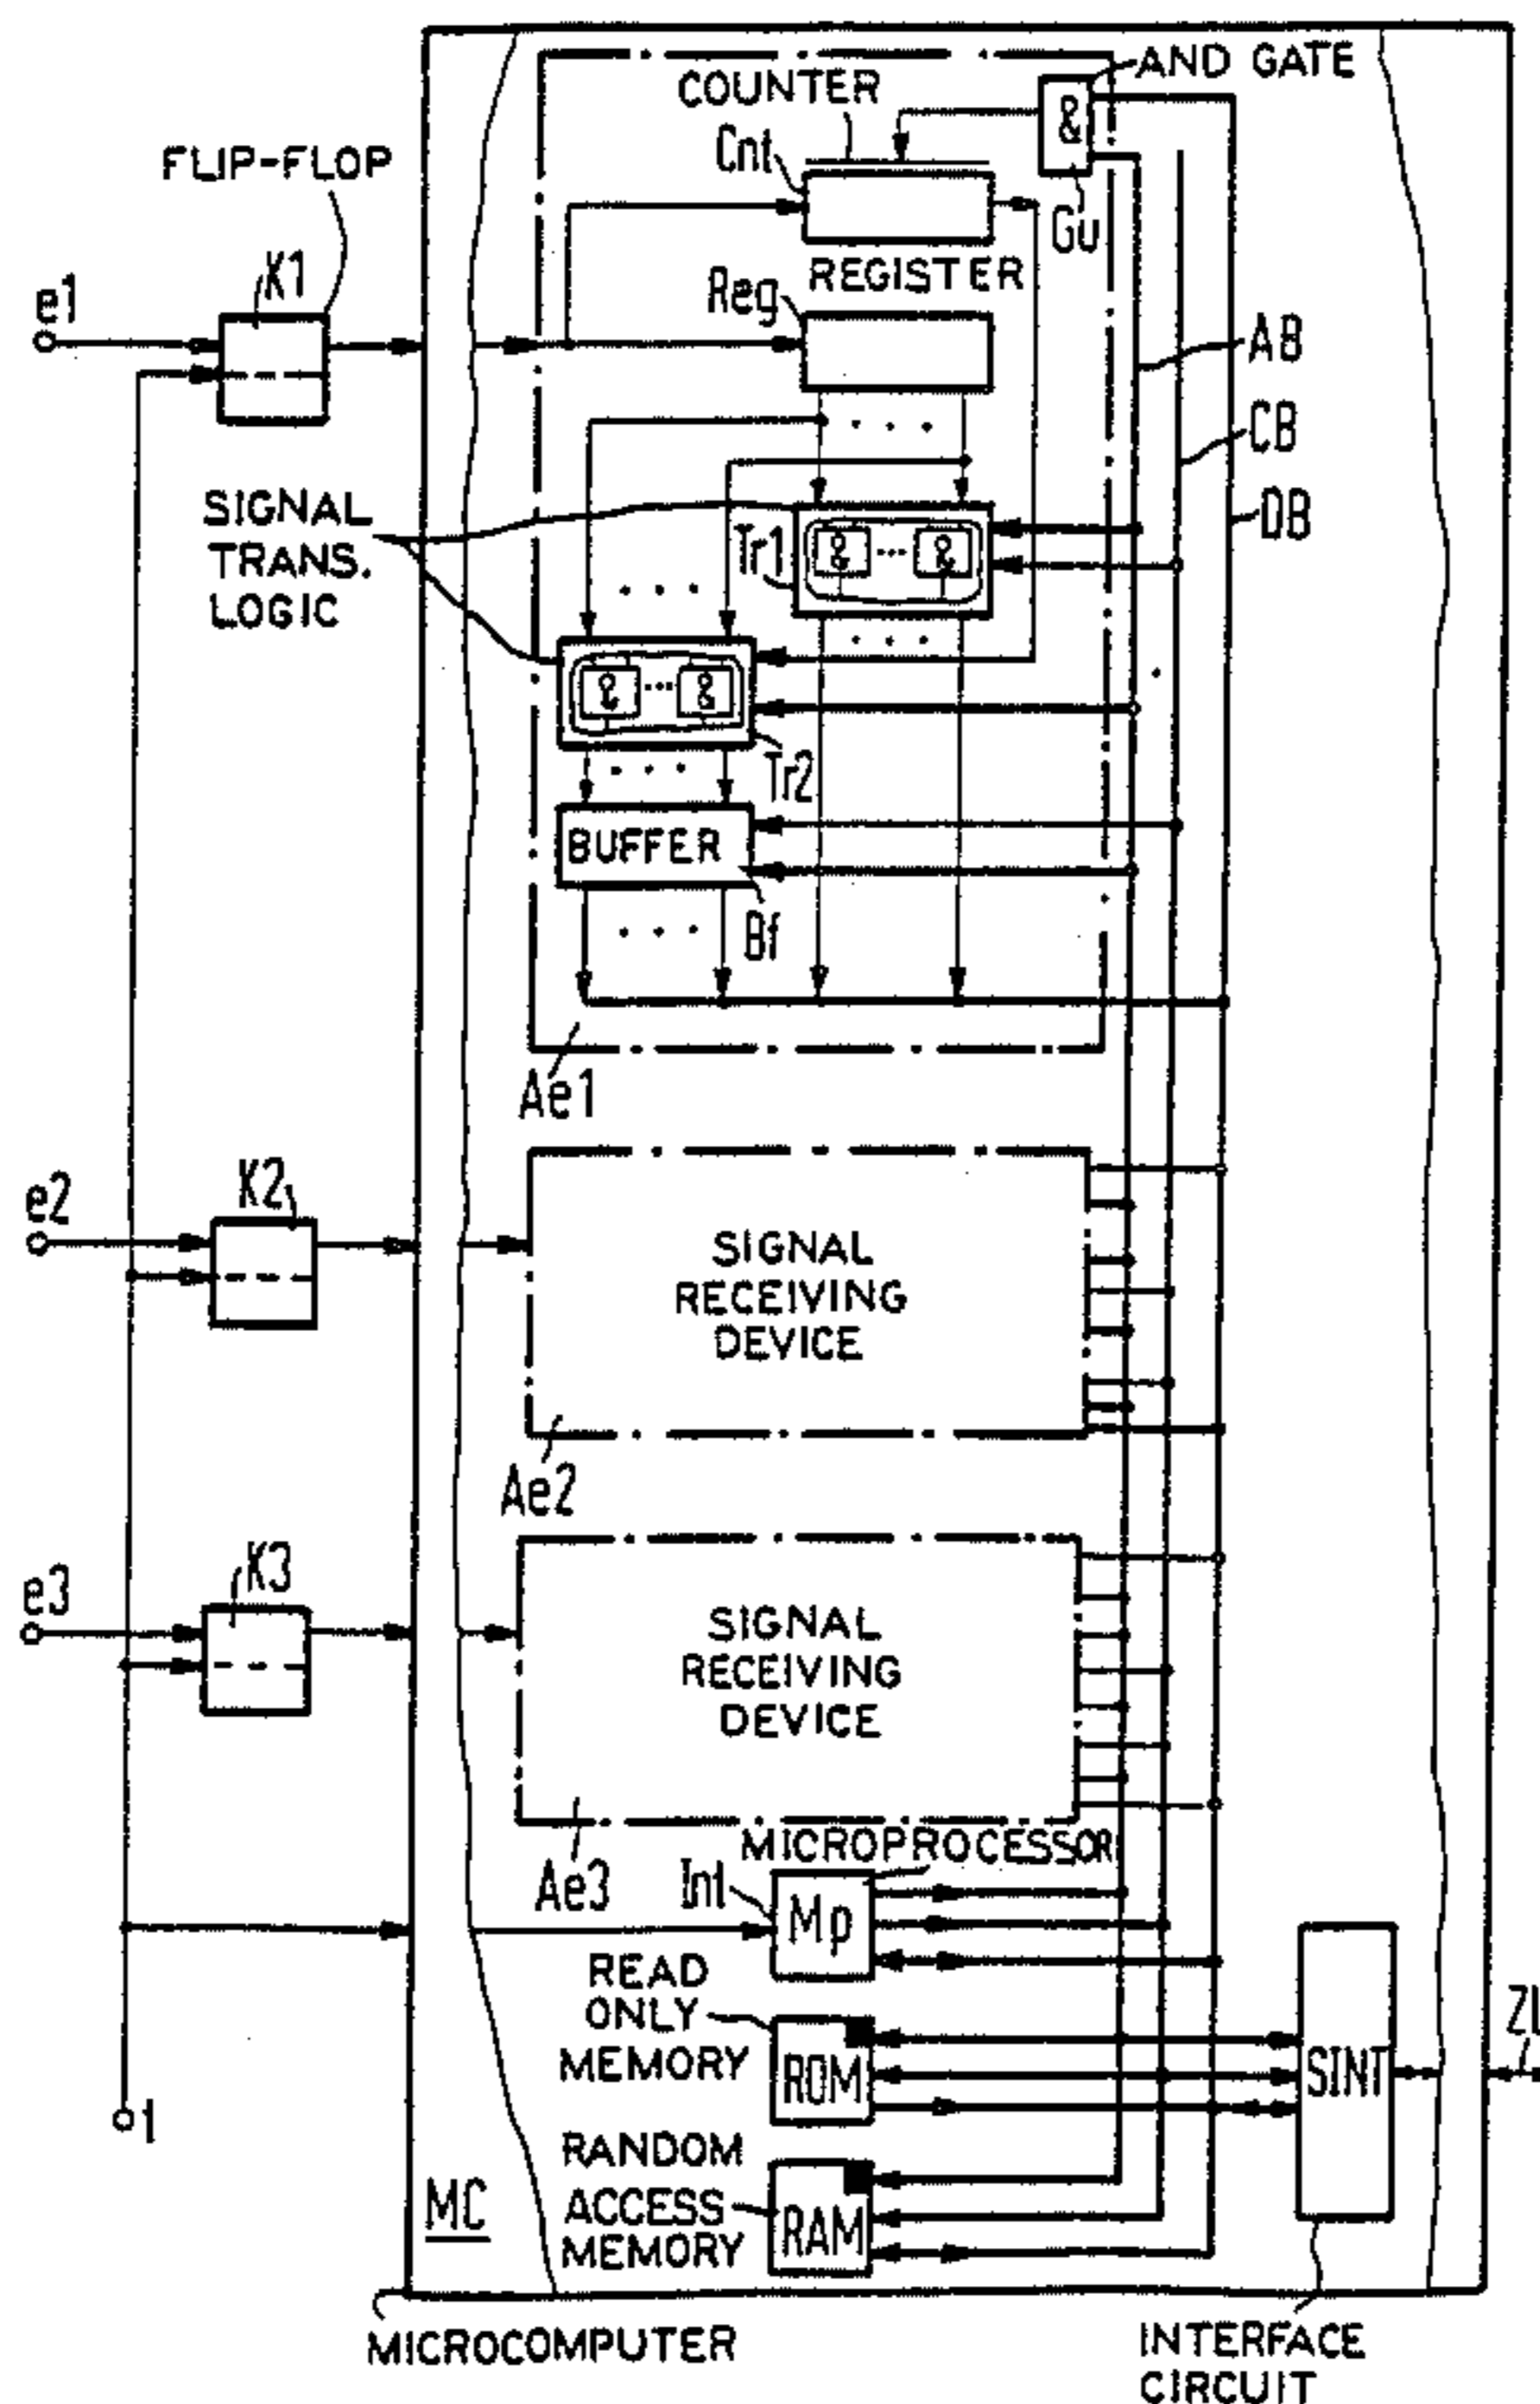 AND GATE
COUNTER
&
Cnt
FLIP-FLOP
Gu
K1
REGISTER
e1
Reg
AB
CB
SIGNAL
TRANS.
LOGIC
DB
Tr1
& ... &
& ... &
Tr2
BUFFER
Bf
Ae1
K2
e2
SIGNAL
RECEIVING
DEVICE
Ae2
K3
e3
SIGNAL
RECEIVING
DEVICE
MICROPROCESSOR
Ae3
Int
Mp
READ
ONLY
MEMORY
ROM
SINT
ZL
1
RANDOM
ACCESS
MEMORY
RAM
MC
MICROCOMPUTER
INTERFACE
CIRCUIT